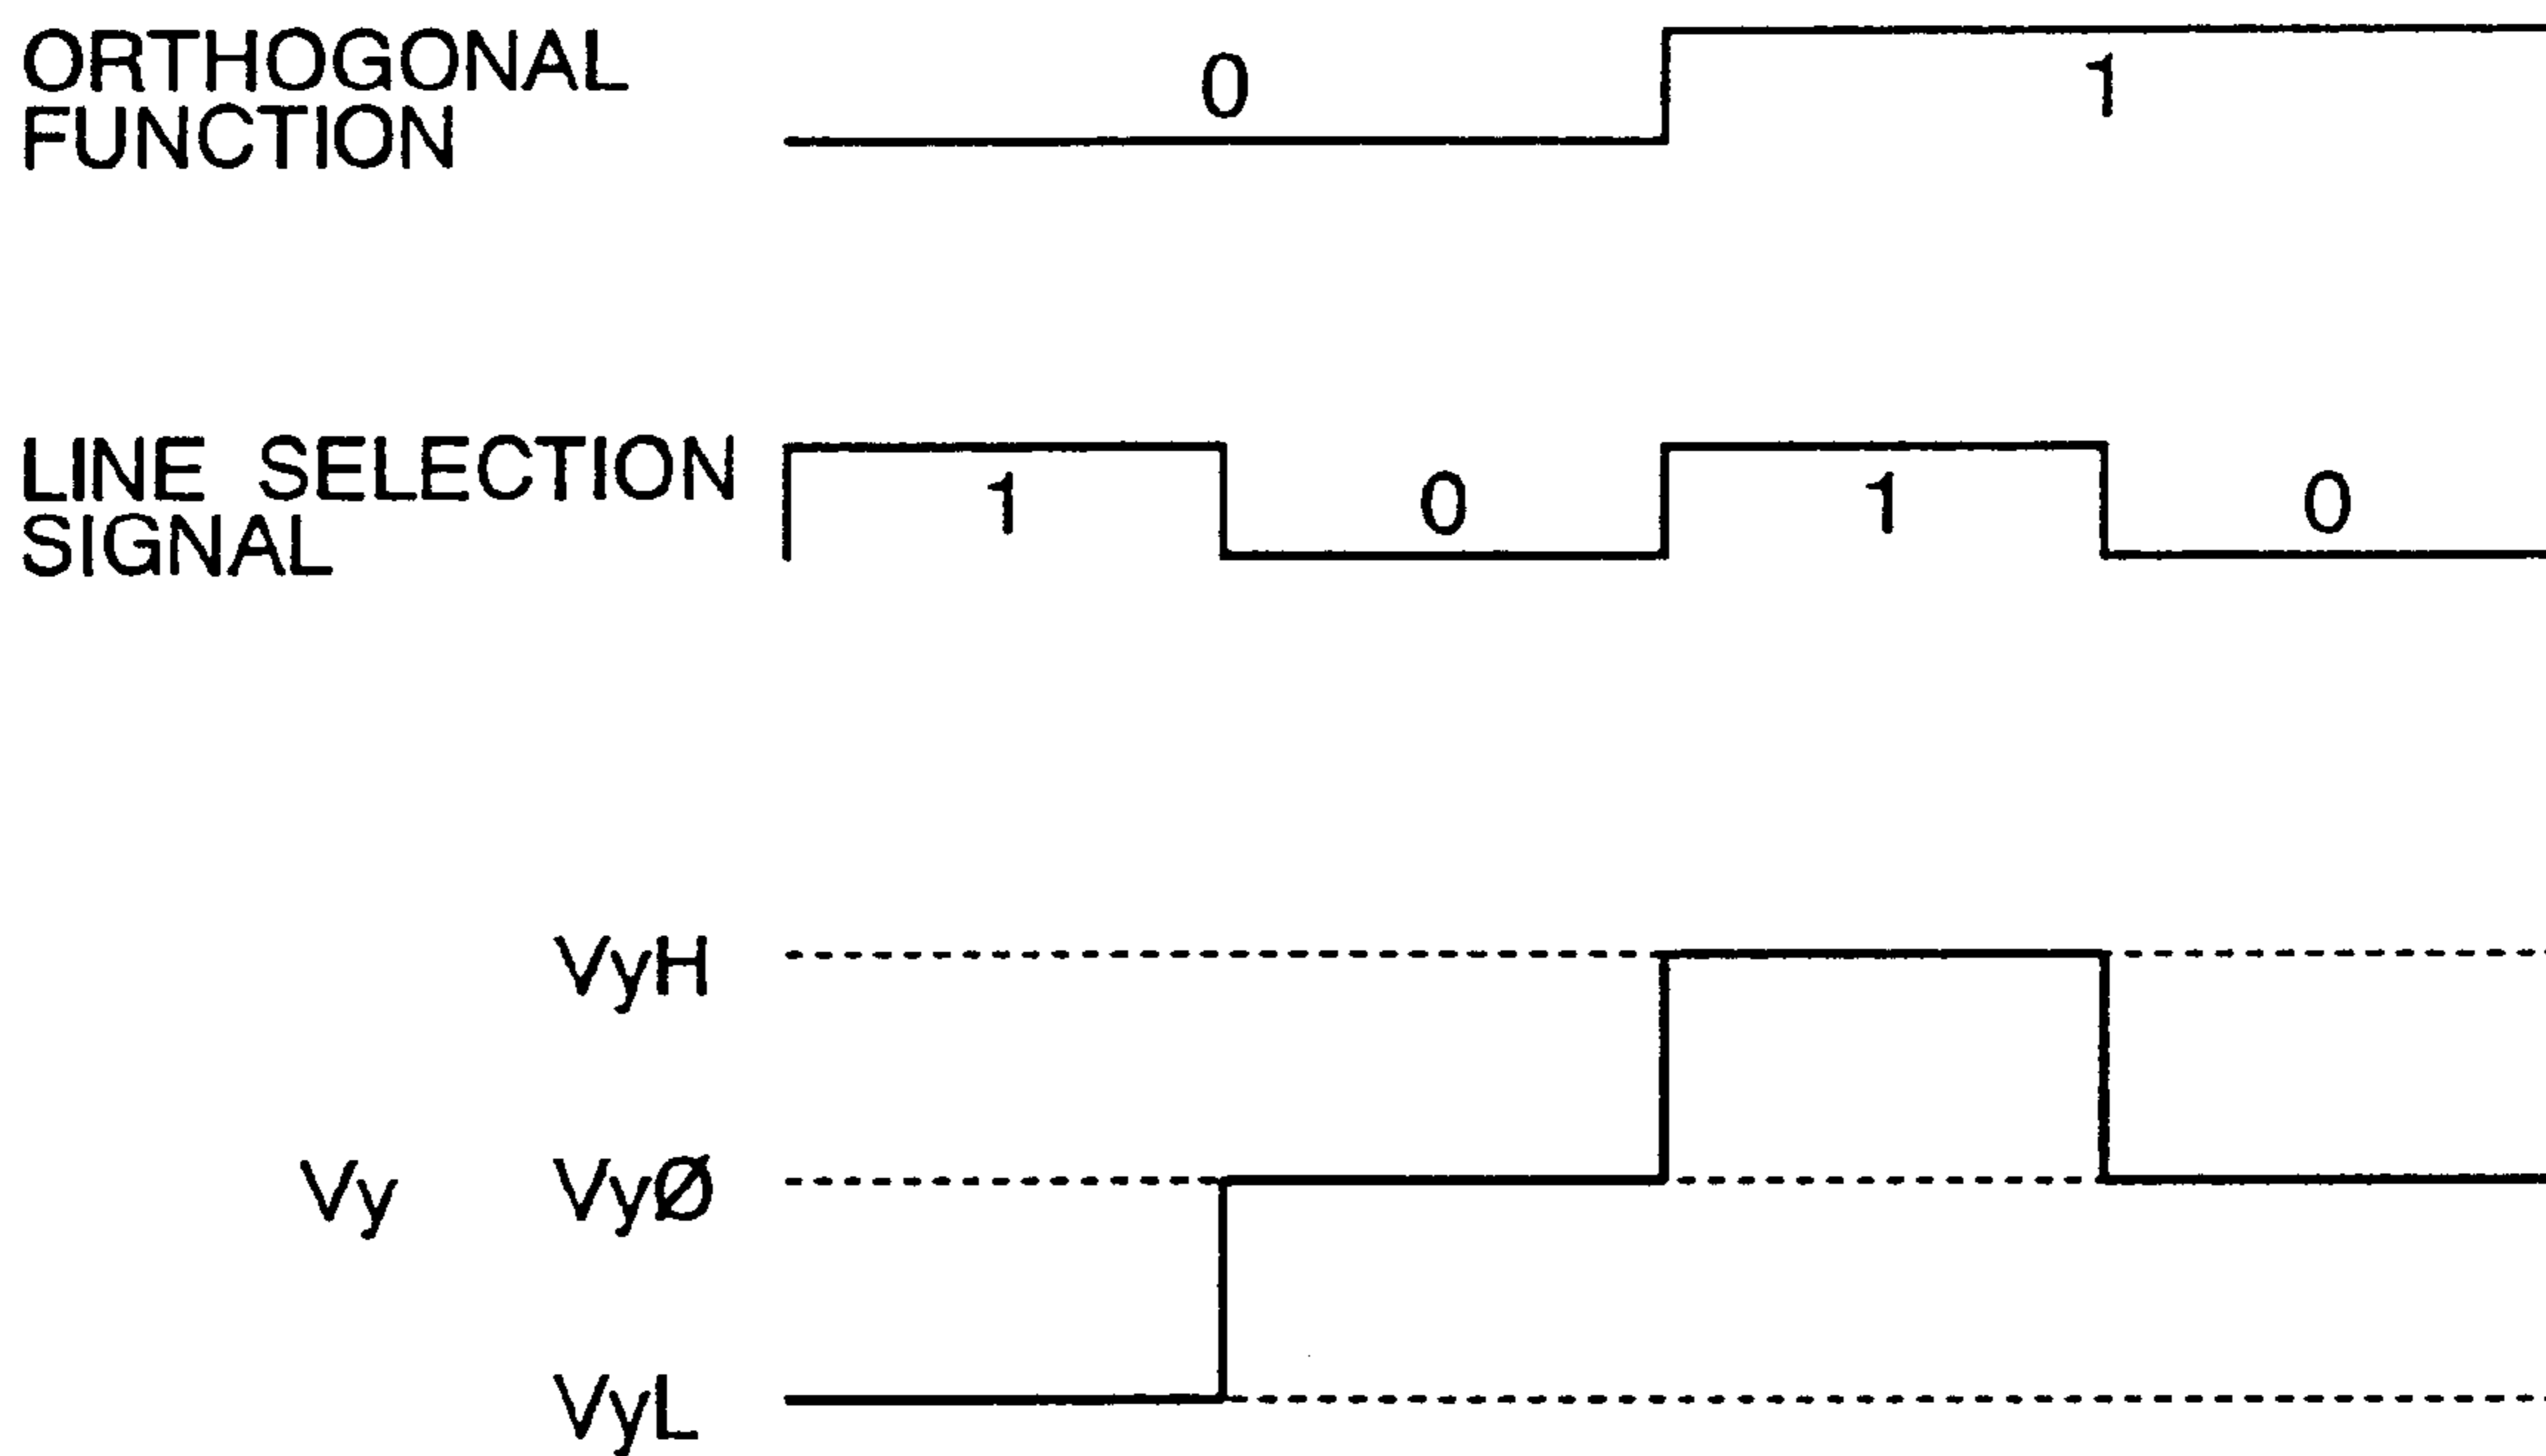 ORTHOGONAL
FUNCTION
0 1
LINE SELECTION
SIGNAL
1 0 1 0
VyH
Vy VyØ
VyL